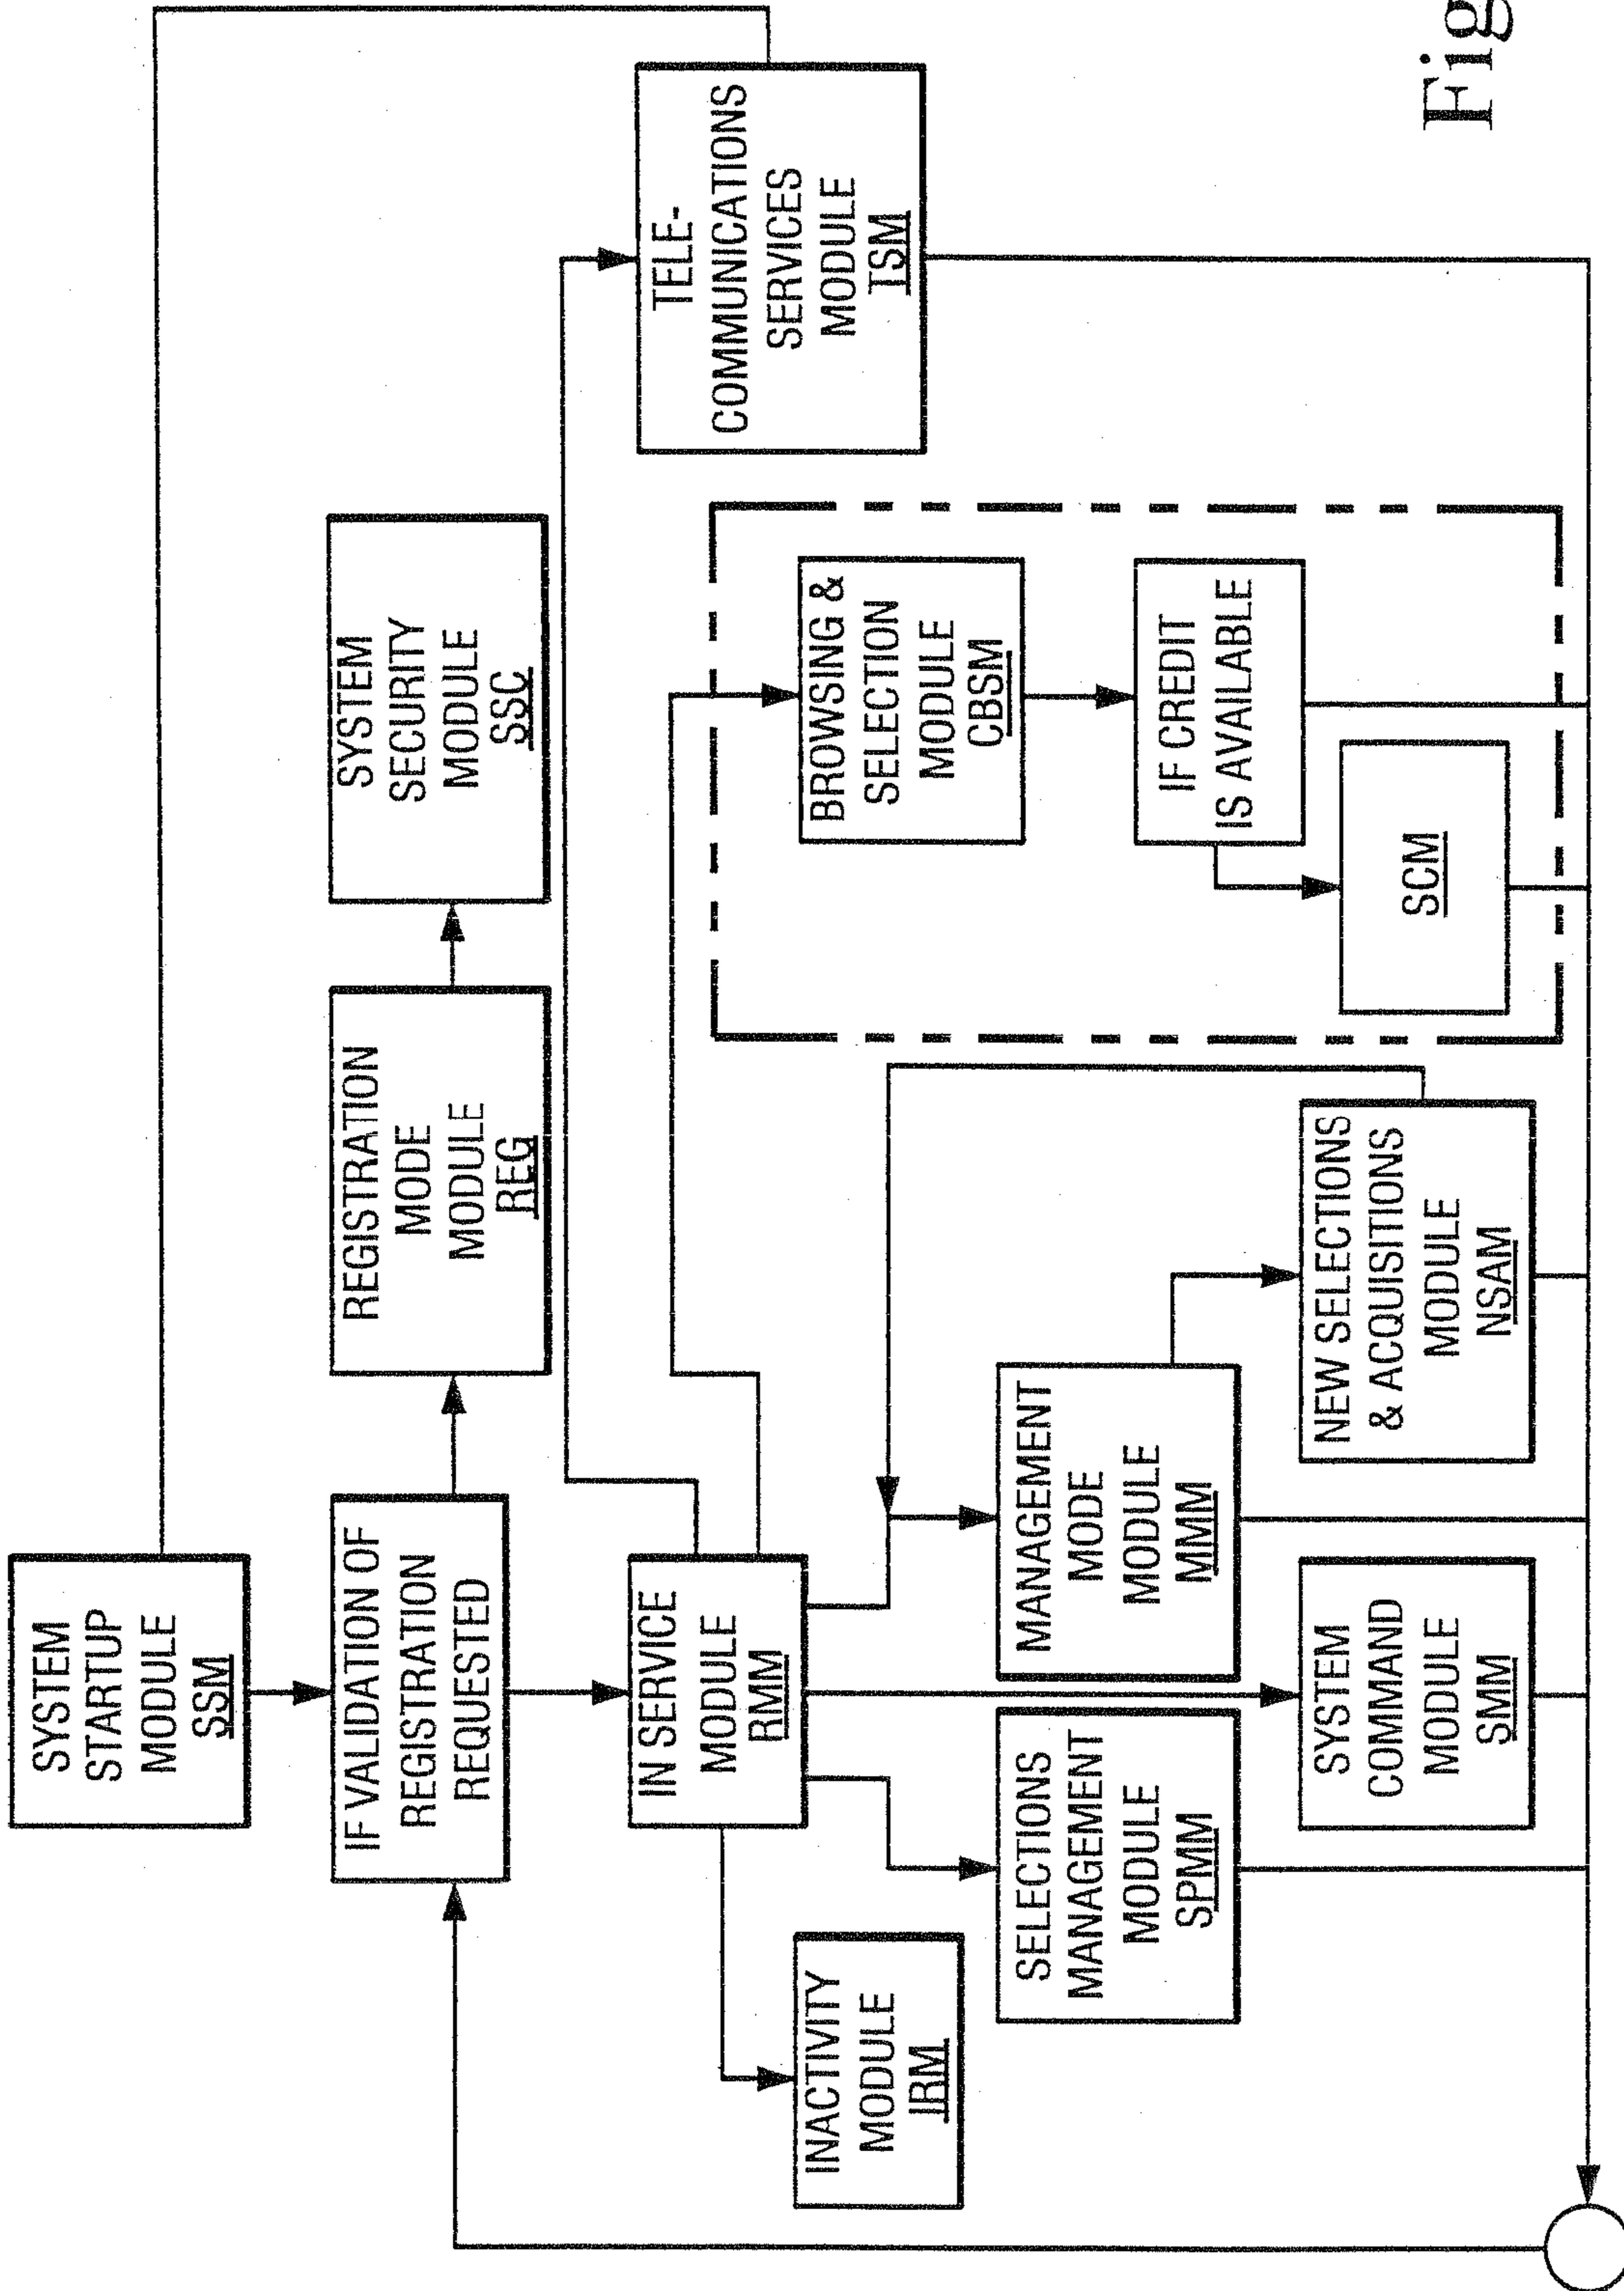 SYSTEM
STARTUP
MODULE
SSM
IF VALIDATION OF
REGISTRATION
REQUESTED
REGISTRATION
MODE
MODULE
REG
SYSTEM
SECURITY
MODULE
SSC
IN SERVICE
MODULE
RMM
TELE-
COMMUNICATIONS
SERVICES
MODULE
TSM
INACTIVITY
MODULE
IRM
SELECTIONS
MANAGEMENT
MODULE
SPMM
MANAGEMENT
MODE
MODULE
MMM
BROWSING &
SELECTION
MODULE
CBSM
IF CREDIT
IS AVAILABLE
SYSTEM
COMMAND
MODULE
SMM
NEW SELECTIONS
& ACQUISITIONS
MODULE
NSAM
SCM
Fig